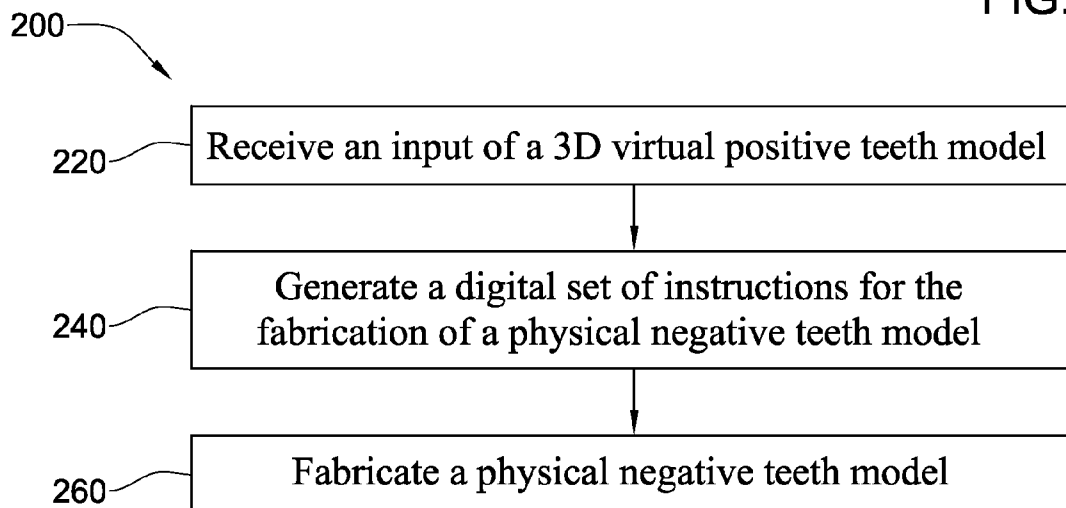 FIG.
200
220 Receive an input of a 3D virtual positive teeth model
240 Generate a digital set of instructions for the
fabrication of a physical negative teeth model
260 Fabricate a physical negative teeth model